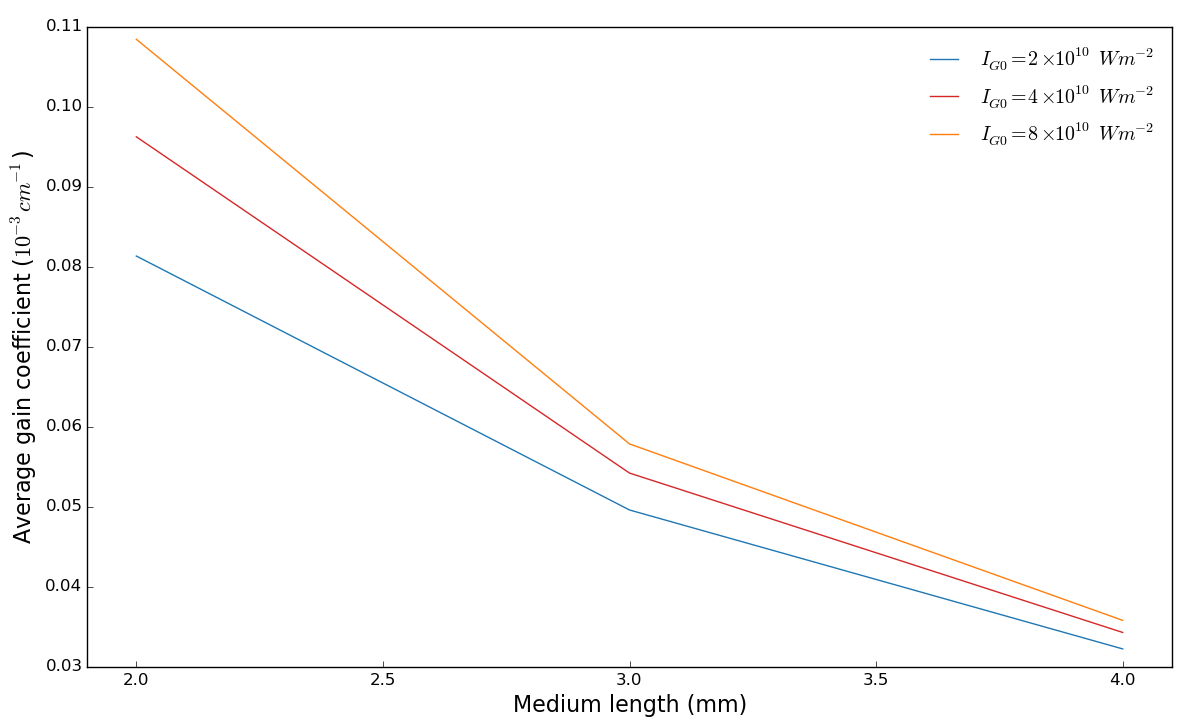 Average gain coefficient (10⁻³ cm⁻¹)
0.11
0.10
0.09
0.08
0.07
0.06
0.05
0.04
0.03
I_G0=2×10¹⁰ Wm⁻²
I_G0=4×10¹⁰ Wm⁻²
I_G0=8×10¹⁰ Wm⁻²
2.0 2.5 3.0 3.5 4.0
Medium length (mm)